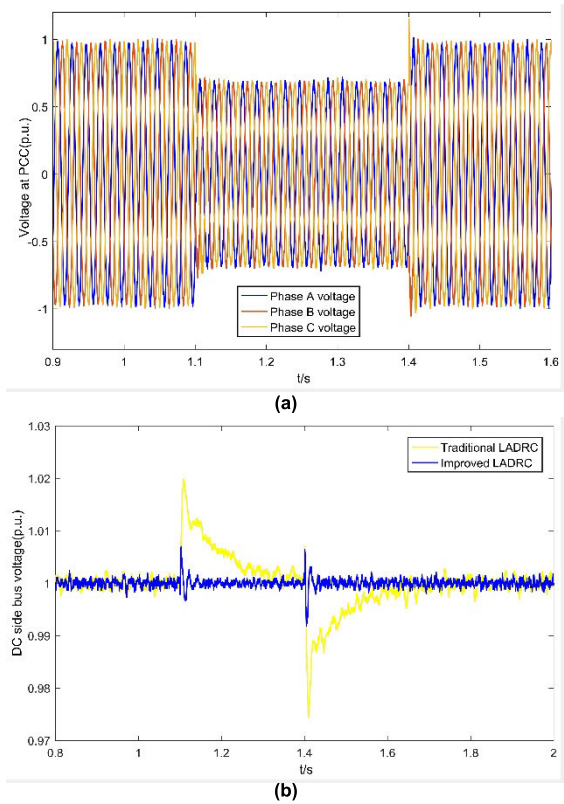 Voltage at PCC(p.u.)
1
0.5
0
-0.5
-1
Phase A voltage
Phase B voltage
Phase C voltage
0.9 1 1.1 1.2 1.3 1.4 1.5 1.6
t/s
(a)
DC side bus voltage(p.u.)
1.03
1.02
1.01
1
0.99
0.98
0.97
Traditional LADRC
Improved LADRC
0.8 1 1.2 1.4 1.6 1.8 2
t/s
(b)